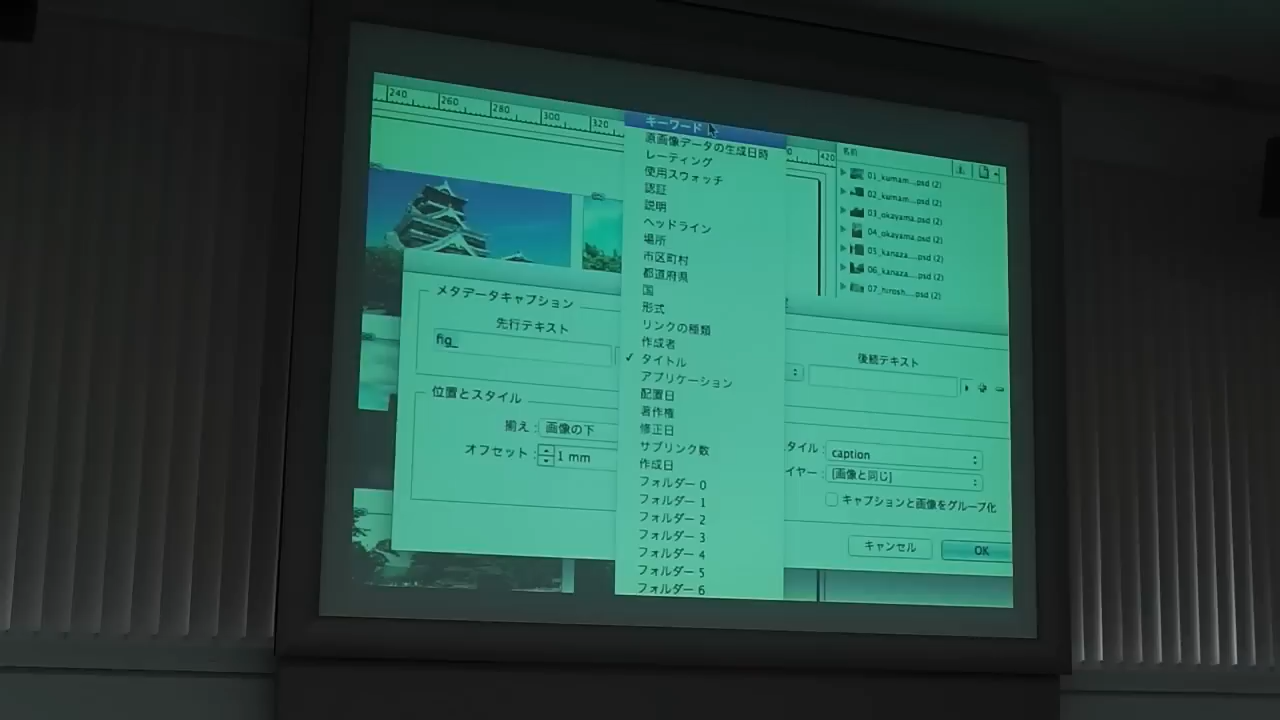 240 260 280 300 320
420
名前
01_kumam....psd (2)
02_kumam....psd (2)
03_okayama.psd (2)
04_okayama.psd (2)
05_kanaza....psd (2)
06_kanaza....psd (2)
07_hirosh....psd (2)
キーワード
原画像データの生成日時
レーティング
使用スウォッチ
認証
説明
ヘッドライン
場所
市区町村
都道府県
国
形式
リンクの種類
作成者
✓ タイトル
アプリケーション
配置日
著作権
修正日
サブリンク数
作成日
フォルダー 0
フォルダー 1
フォルダー 2
フォルダー 3
フォルダー 4
フォルダー 5
フォルダー 6
メタデータキャプション
先行テキスト
fig_
後続テキスト
位置とスタイル
揃え : 画像の下
オフセット : 1 mm
タイル : caption
イヤー : [画像と同じ]
キャプションと画像をグループ化
キャンセル
OK